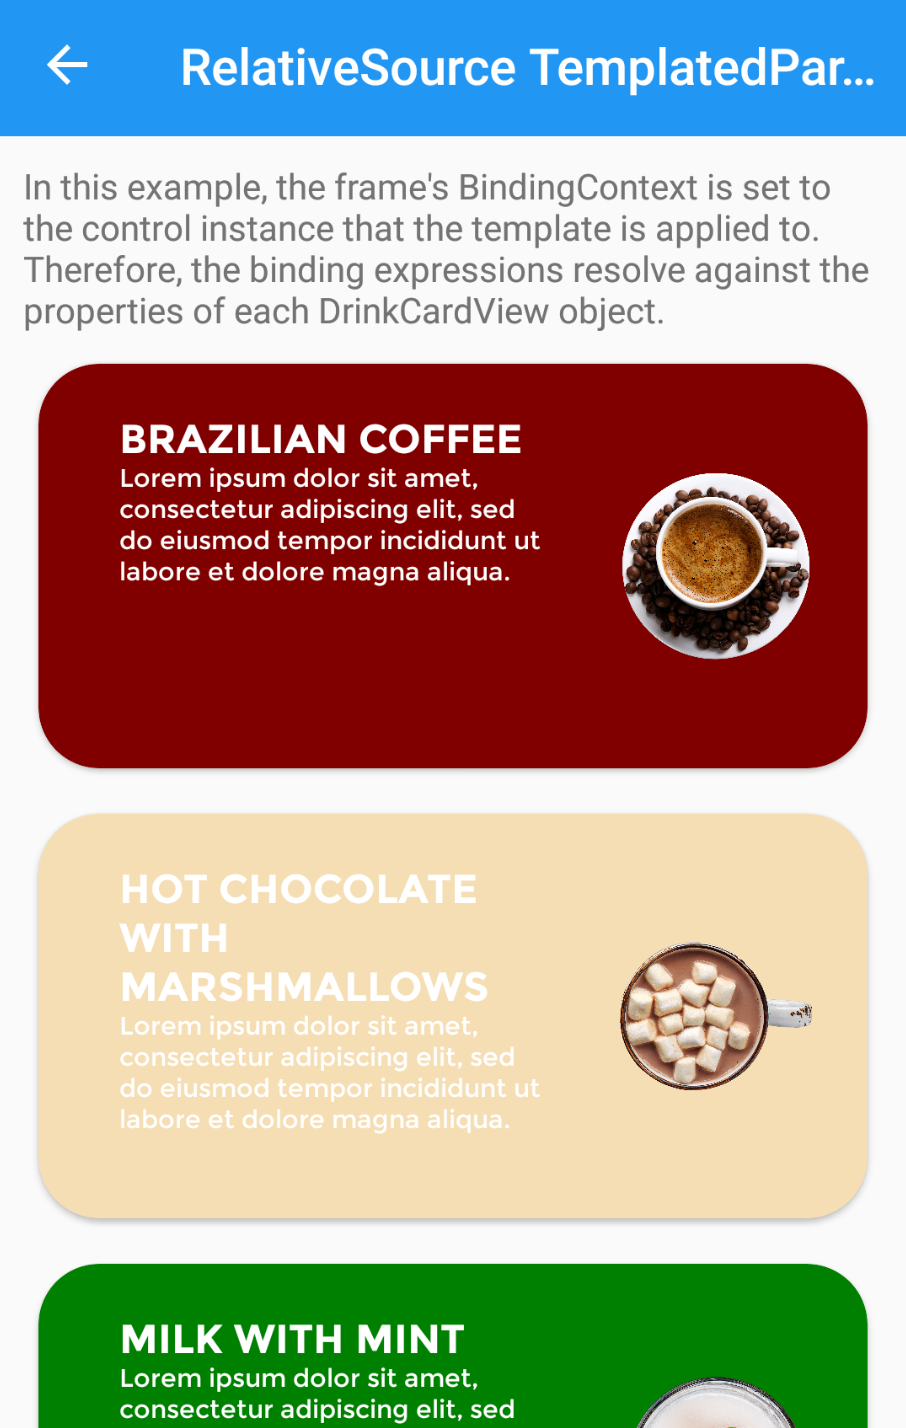 RelativeSource TemplatedPar...
In this example, the frame's BindingContext is set to
the control instance that the template is applied to.
Therefore, the binding expressions resolve against the
properties of each DrinkCardView object.
BRAZILIAN COFFEE
Lorem ipsum dolor sit amet,
consectetur adipiscing elit, sed
do eiusmod tempor incididunt ut
labore et dolore magna aliqua.
HOT CHOCOLATE
WITH
MARSHMALLOWS
Lorem ipsum dolor sit amet,
consectetur adipiscing elit, sed
do eiusmod tempor incididunt ut
labore et dolore magna aliqua.
MILK WITH MINT
Lorem ipsum dolor sit amet,
consectetur adipiscing elit, sed